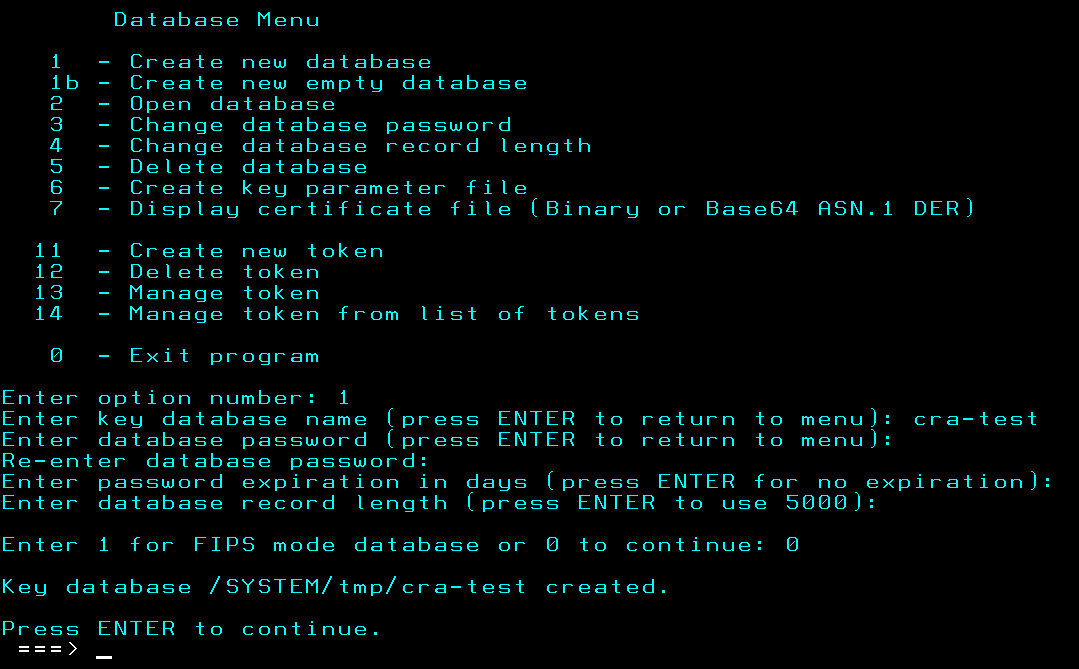 Database Menu
1 - Create new database
1b - Create new empty database
2 - Open database
3 - Change database password
4 - Change database record length
5 - Delete database
6 - Create key parameter file
7 - Display certificate file (Binary or Base64 ASN.1 DER)
11 - Create new token
12 - Delete token
13 - Manage token
14 - Manage token from list of tokens
0 - Exit program
Enter option number: 1
Enter key database name (press ENTER to return to menu): cra-test
Enter database password (press ENTER to return to menu):
Re-enter database password:
Enter password expiration in days (press ENTER for no expiration):
Enter database record length (press ENTER to use 5000):
Enter 1 for FIPS mode database or 0 to continue: 0
Key database /SYSTEM/tmp/cra-test created.
Press ENTER to continue.
===> _